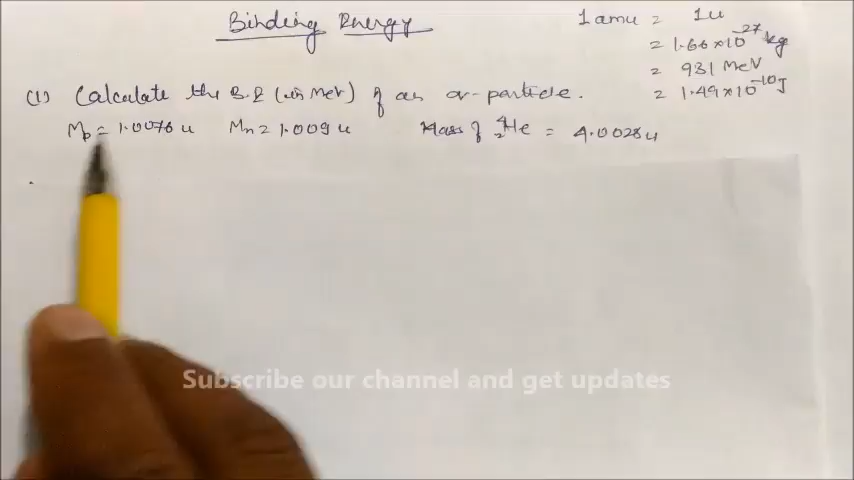 Binding Energy
1 amu = 1u
= 1.66 × 10⁻²⁷ kg
= 931 MeV
= 1.49 × 10⁻¹⁰ J
(1) Calculate the B.E (in MeV) of an α-particle.
Mp = 1.0076 u Mn = 1.009 u Mass of ⁴₂He = 4.0028 u
Subscribe our channel and get updates